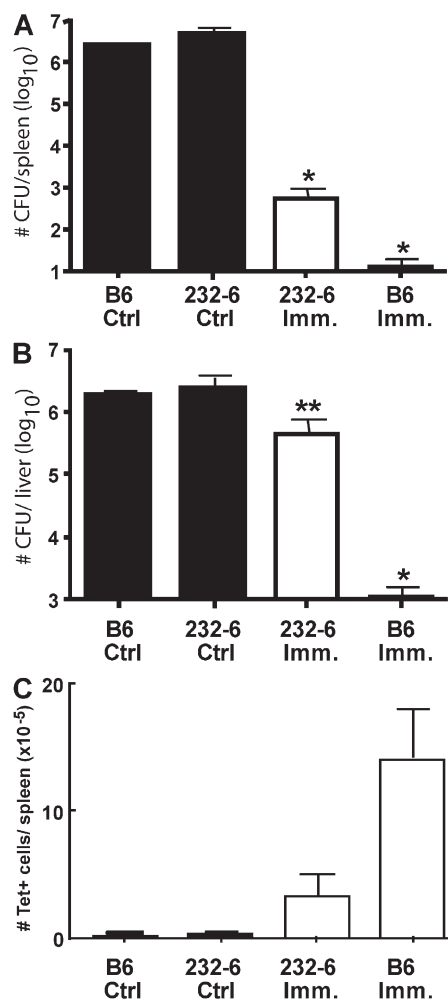 A
# CFU/spleen (log10)
7
6
5
4
3
2
1
*
*
B6 Ctrl
232-6 Ctrl
232-6 Imm.
B6 Imm.
B
# CFU/ liver (log10)
7
6
5
4
3
**
*
B6 Ctrl
232-6 Ctrl
232-6 Imm.
B6 Imm.
C
# Tet+ cells/ spleen (x10-5)
20
10
0
B6 Ctrl
232-6 Ctrl
232-6 Imm.
B6 Imm.